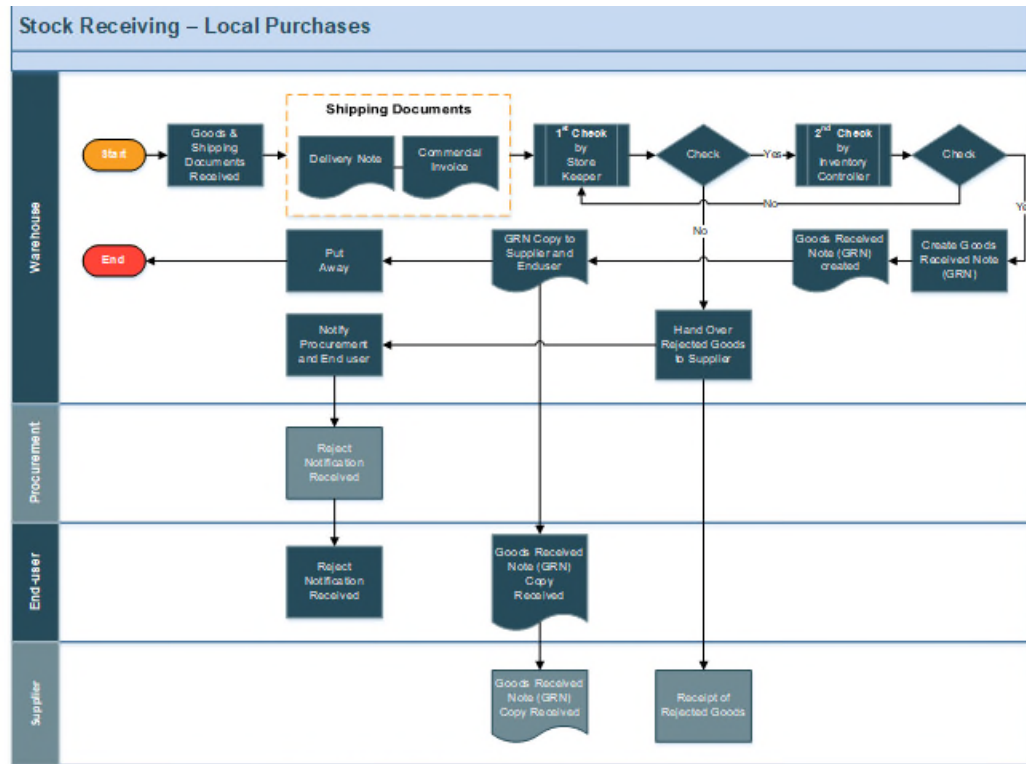 Stock Receiving – Local Purchases
Warehouse
Shipping Documents
Start
Goods &
Shipping
Documents
Received
Delivery Note
Commercial
Invoice
1st Check
by
Store
Keeper
Check
Yes
2nd Check
by
Inventory
Controller
Check
No
No
Ye
End
Put
Away
GRN Copy to
Supplier and
Enduser
Goods Received
Note (GRN)
created
Create Goods
Received Note
(GRN)
Notify
Procurement
and End user
Hand Over
Rejected Goods
to Supplier
Procurement
Reject
Notification
Received
End-user
Reject
Notification
Received
Goods Received
Note (GRN)
Copy
Received
Supplier
Goods Received
Note (GRN)
Copy Received
Receipt of
Rejected Goods